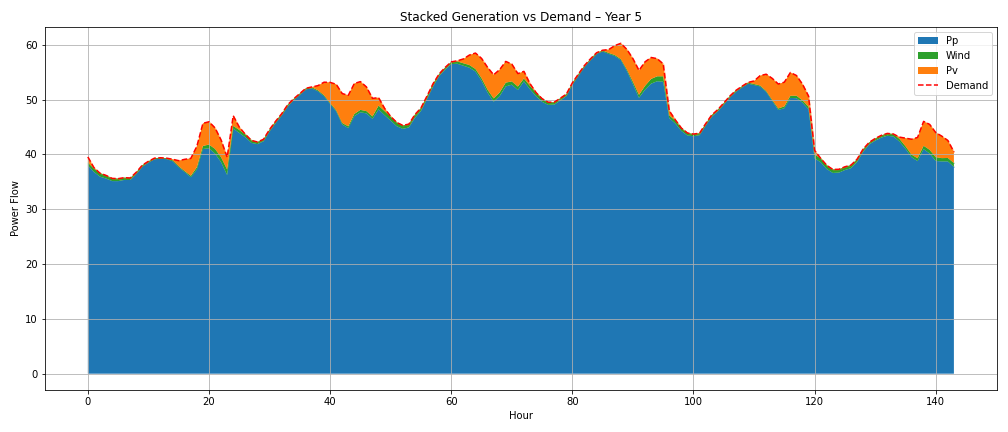 Stacked Generation vs Demand – Year 5
Pp
Wind
Pv
Demand
Power Flow
60
50
40
30
20
10
0
0 20 40 60 80 100 120 140
Hour